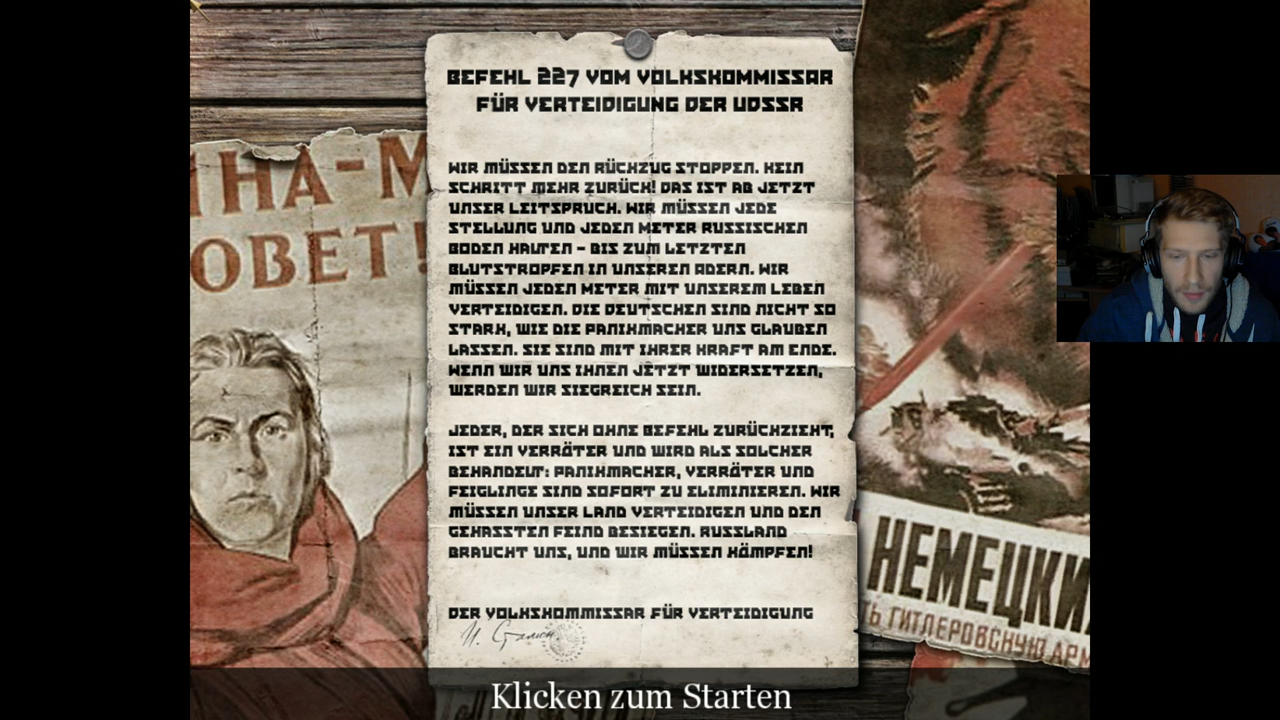 BEFEHL 227 VOM VOLKSKOMMISSAR
FÜR VERTEIDIGUNG DER UDSSR
WIR MÜSSEN DEN RÜCKZUG STOPPEN. KEIN
SCHRITT MEHR ZURÜCK! DAS IST AB JETZT
UNSER LEITSPRUCH. WIR MÜSSEN JEDE
STELLUNG UND JEDEN METER RUSSISCHEN
BODEN HALTEN – BIS ZUM LETZTEN
BLUTSTROPFEN IN UNSEREN ADERN. WIR
MÜSSEN JEDEN METER MIT UNSEREM LEBEN
VERTEIDIGEN. DIE DEUTSCHEN SIND NICHT SO
STARK, WIE DIE PANIKMACHER UNS GLAUBEN
LASSEN. SIE SIND MIT IHRER KRAFT AM ENDE.
WENN WIR UNS IHNEN JETZT WIDERSETZEN,
WERDEN WIR SIEGREICH SEIN.
JEDER, DER SICH OHNE BEFEHL ZURÜCKZIEHT,
IST EIN VERRÄTER UND WIRD ALS SOLCHER
BEHANDELT: PANIKMACHER, VERRÄTER UND
FEIGLINGE SIND SOFORT ZU ELIMINIEREN. WIR
MÜSSEN UNSER LAND VERTEIDIGEN UND DEN
GEHASSTEN FEIND BESIEGEN. RUSSLAND
BRAUCHT UNS, UND WIR MÜSSEN KÄMPFEN!
DER VOLKSKOMMISSAR FÜR VERTEIDIGUNG
И. Сталин
ИНА-М
ОВЕТ!
НЕМЕЦКИ
Ь ГИТЛЕРОВСКУЮ АРМ
Klicken zum Starten